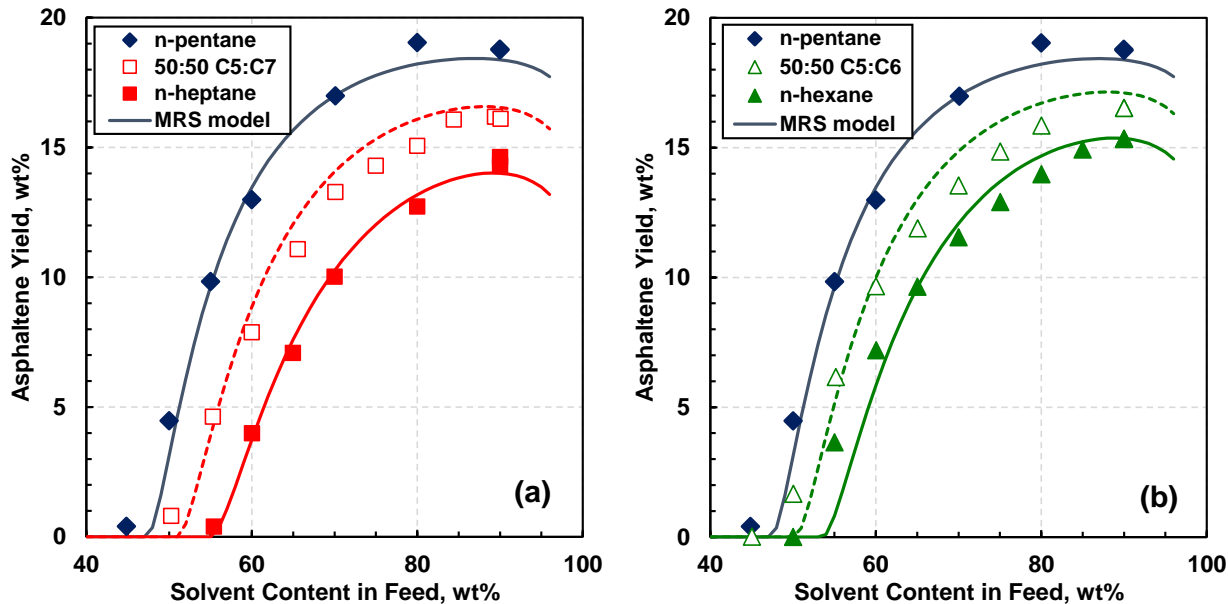 20
15
10
5
0
Asphaltene Yield, wt%
n-pentane
50:50 C5:C7
n-heptane
MRS model
(a)
40 60 80 100
Solvent Content in Feed, wt%
20
15
10
5
0
Asphaltene Yield, wt%
n-pentane
50:50 C5:C6
n-hexane
MRS model
(b)
40 60 80 100
Solvent Content in Feed, wt%